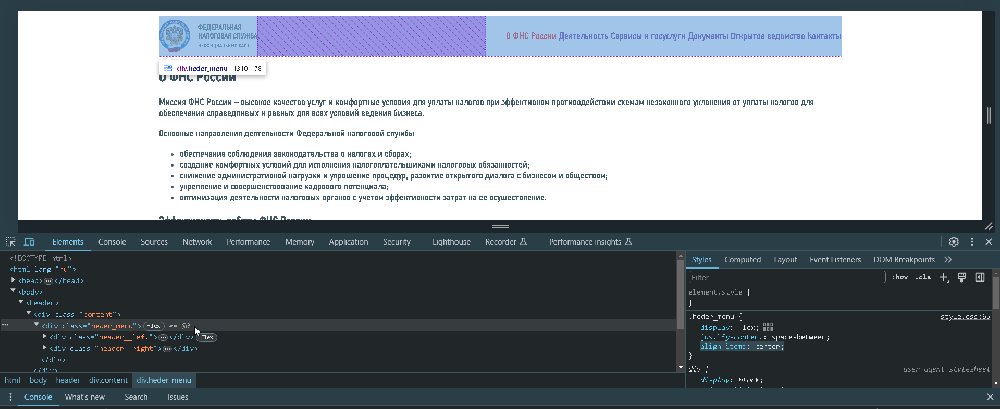 ФЕДЕРАЛЬНАЯ
НАЛОГОВАЯ СЛУЖБА
НЕОФИЦИАЛЬНЫЙ САЙТ
О ФНС России Деятельность Сервисы и госуслуги Документы Открытое ведомство Контакты
div.heder_menu 1310 × 78
О ФНС России
Миссия ФНС России – высокое качество услуг и комфортные условия для уплаты налогов при эффективном противодействии схемам незаконного уклонения от уплаты налогов для
обеспечения справедливых и равных для всех условий ведения бизнеса.
Основные направления деятельности Федеральной налоговой службы
• обеспечение соблюдения законодательства о налогах и сборах;
• создание комфортных условий для исполнения налогоплательщиками налоговых обязанностей;
• снижение административной нагрузки и упрощение процедур, развитие открытого диалога с бизнесом и обществом;
• укрепление и совершенствование кадрового потенциала;
• оптимизация деятельности налоговых органов с учетом эффективности затрат на ее осуществление.
Эффективность работы ФНС России
Elements Console Sources Network Performance Memory Application Security Lighthouse Recorder Performance insights
<!DOCTYPE html>
<html lang="ru">
<head> ••• </head>
<body>
<header>
<div class="content">
••• <div class="heder_menu"> flex == $0
<div class="header__left"> ••• </div> flex
<div class="header__right"> ••• </div>
</div>
</div>
html body header div.content div.heder_menu
Styles Computed Layout Event Listeners DOM Breakpoints
Filter :hov .cls
element.style {
}
.heder_menu { style.css:65
display: flex;
justify-content: space-between;
align-items: center;
}
div { user agent stylesheet
display: block;
Console What's new Search Issues